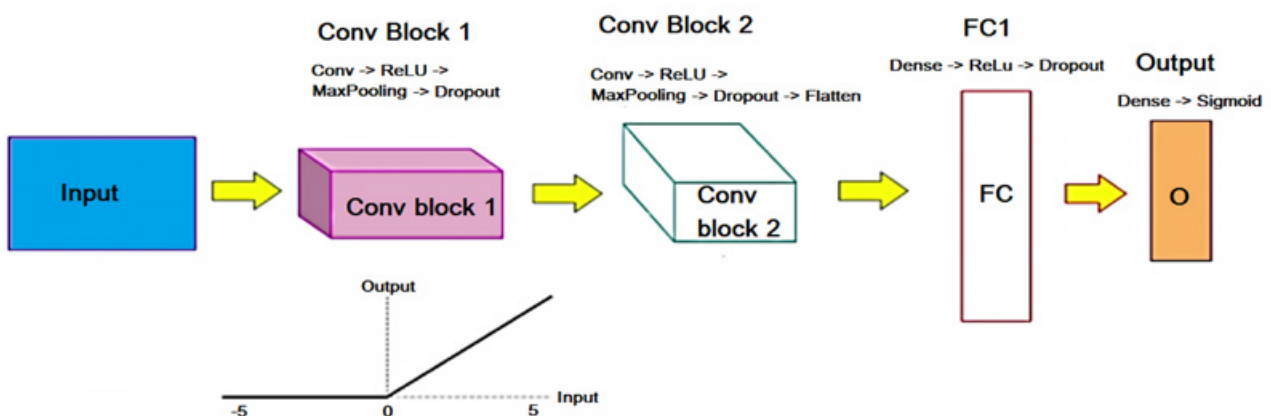 Conv Block 1
Conv -> ReLU ->
MaxPooling -> Dropout
Conv Block 2
Conv -> ReLU ->
MaxPooling -> Dropout -> Flatten
FC1
Dense -> ReLu -> Dropout
Output
Dense -> Sigmoid
Input
Conv block 1
Conv
block 2
FC
O
Output
Input
-5
0
5